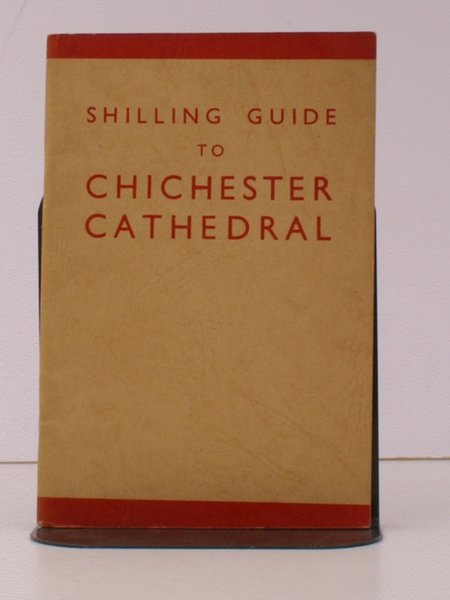 SHILLING GUIDE
TO
CHICHESTER
CATHEDRAL